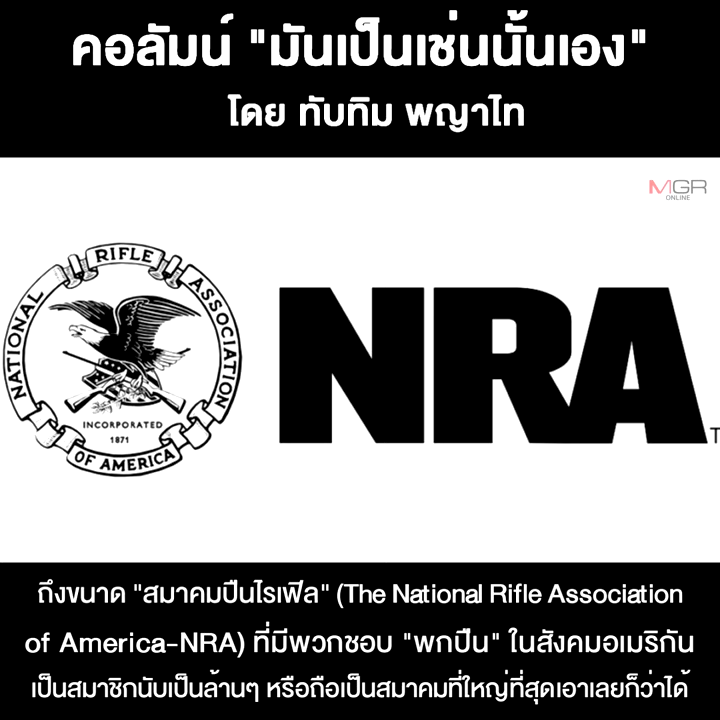 คอลัมน์ "มันเป็นเช่นนั้นเอง"
โดย ทับทิม พญาไท
MGR
ONLINE
RIFLE
NATIONAL
ASSOCIATION
INCORPORATED
1871
OF AMERICA
NRA
T
ถึงขนาด "สมาคมปืนไรเฟิล" (The National Rifle Association
of America-NRA) ที่มีพวกชอบ "พกปืน" ในสังคมอเมริกัน
เป็นสมาชิกนับเป็นล้านๆ หรือถือเป็นสมาคมที่ใหญ่ที่สุดเอาเลยก็ว่าได้